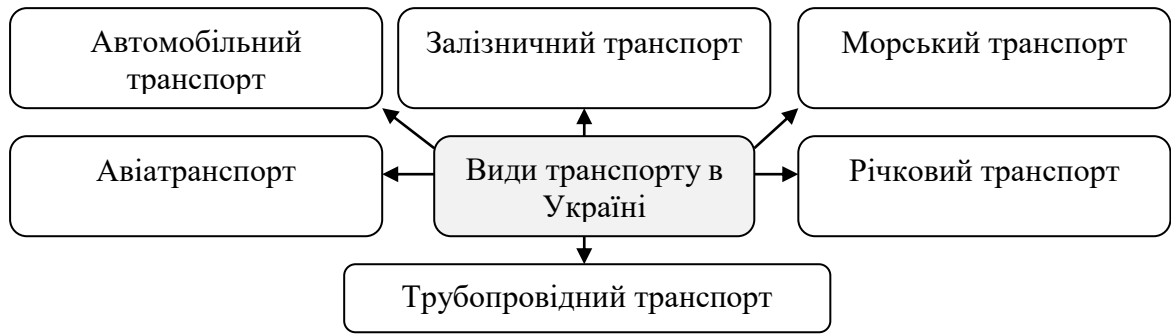 Автомобільний
транспорт
Залізничний транспорт
Морський транспорт
Авіатранспорт
Види транспорту в
Україні
Річковий транспорт
Трубопровідний транспорт